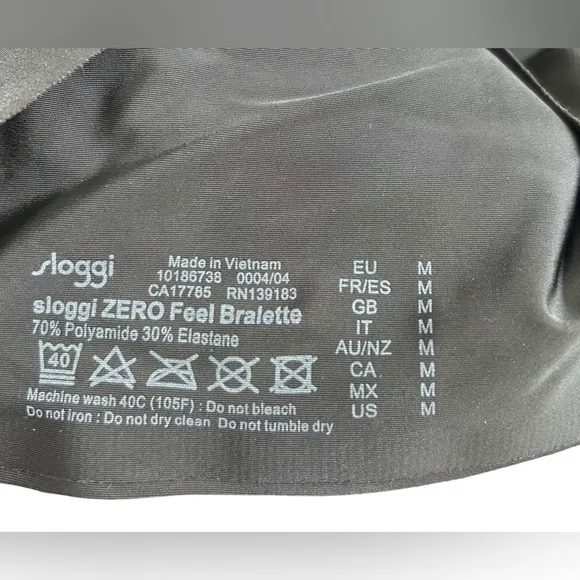 sloggi
Made in Vietnam
10186738 0004/04
CA17785 RN139183
sloggi ZERO Feel Bralette
70% Polyamide 30% Elastane
40
Machine wash 40C (105F) : Do not bleach
Do not iron : Do not dry clean Do not tumble dry
EU M
FR/ES M
GB M
IT M
AU/NZ M
CA M
MX M
US M